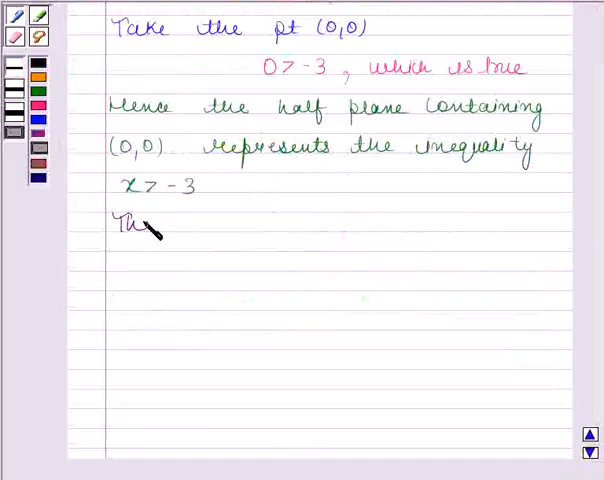 Take the pt (0,0)
0 > -3, which is true
Hence the half plane containing
(0,0) represents the inequality
x > -3
Th